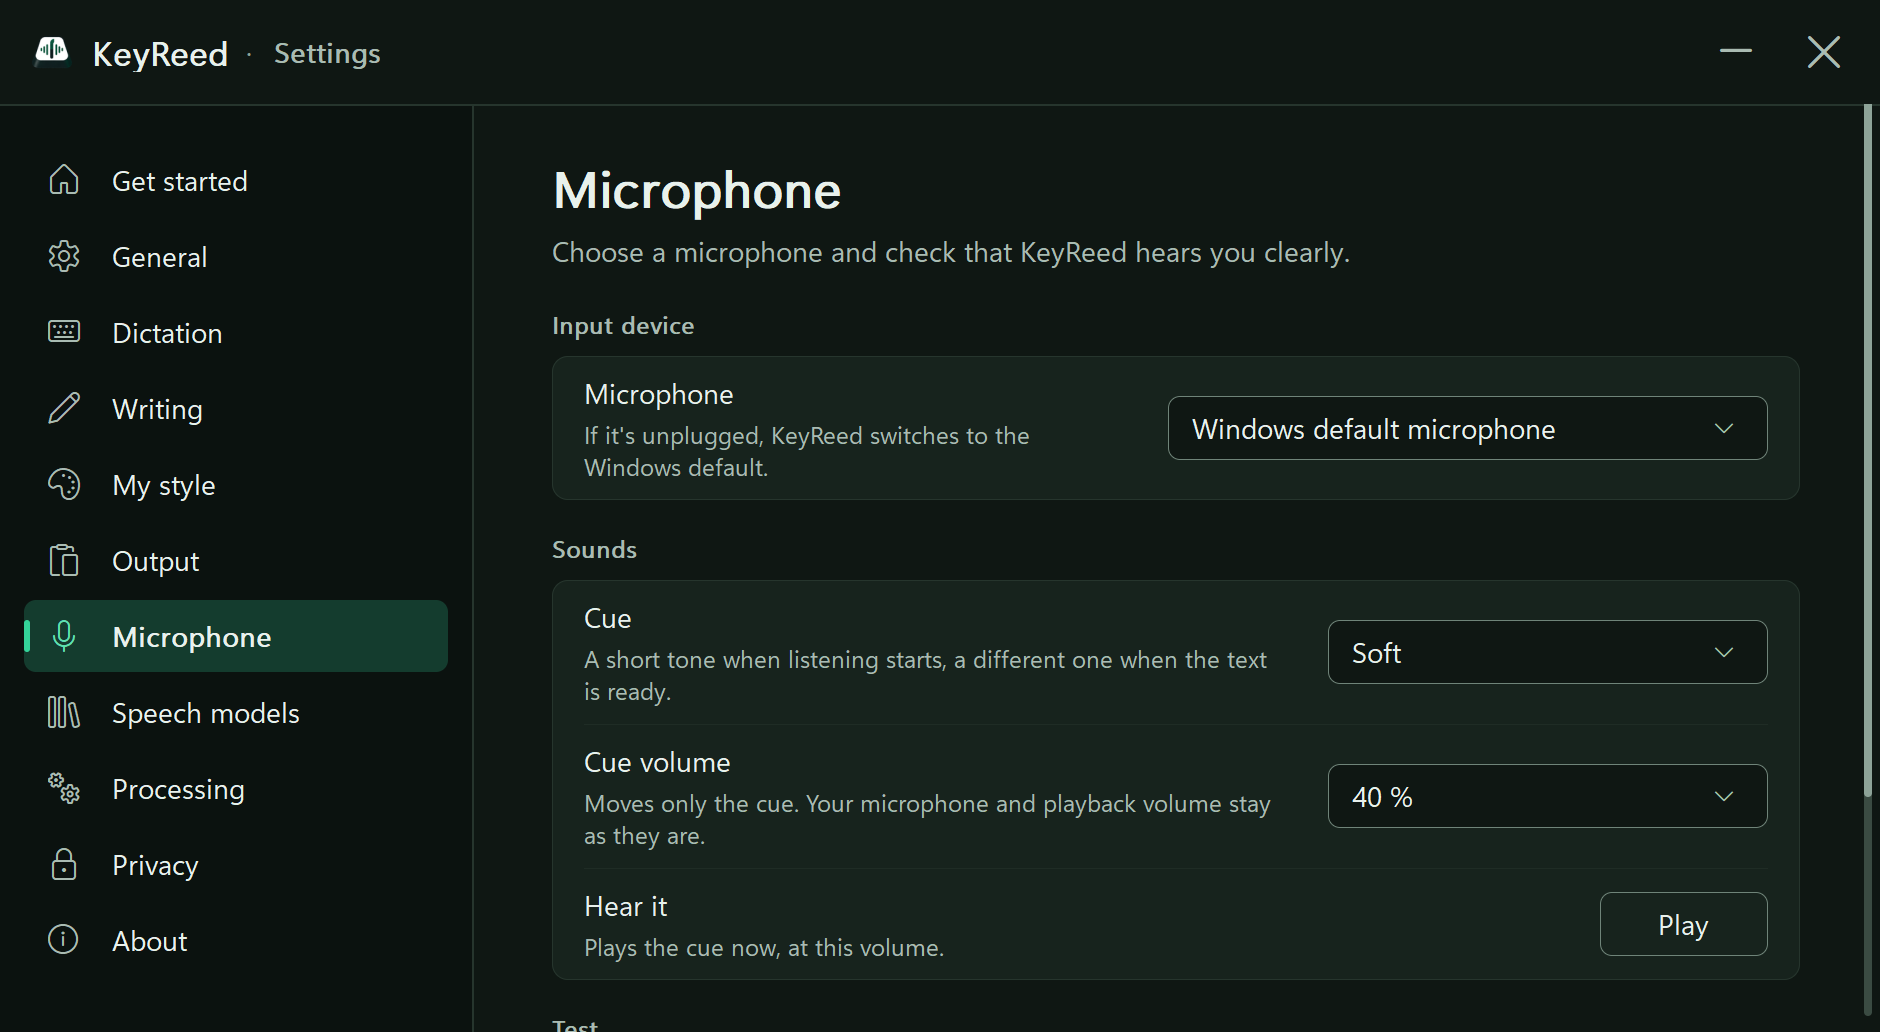 KeyReed · Settings
Get started
General
Dictation
Writing
My style
Output
Microphone
Speech models
Processing
Privacy
About
Microphone
Choose a microphone and check that KeyReed hears you clearly.
Input device
Microphone
If it's unplugged, KeyReed switches to the
Windows default.
Windows default microphone
Sounds
Cue
A short tone when listening starts, a different one when the text
is ready.
Soft
Cue volume
Moves only the cue. Your microphone and playback volume stay
as they are.
40 %
Hear it
Plays the cue now, at this volume.
Play
Test